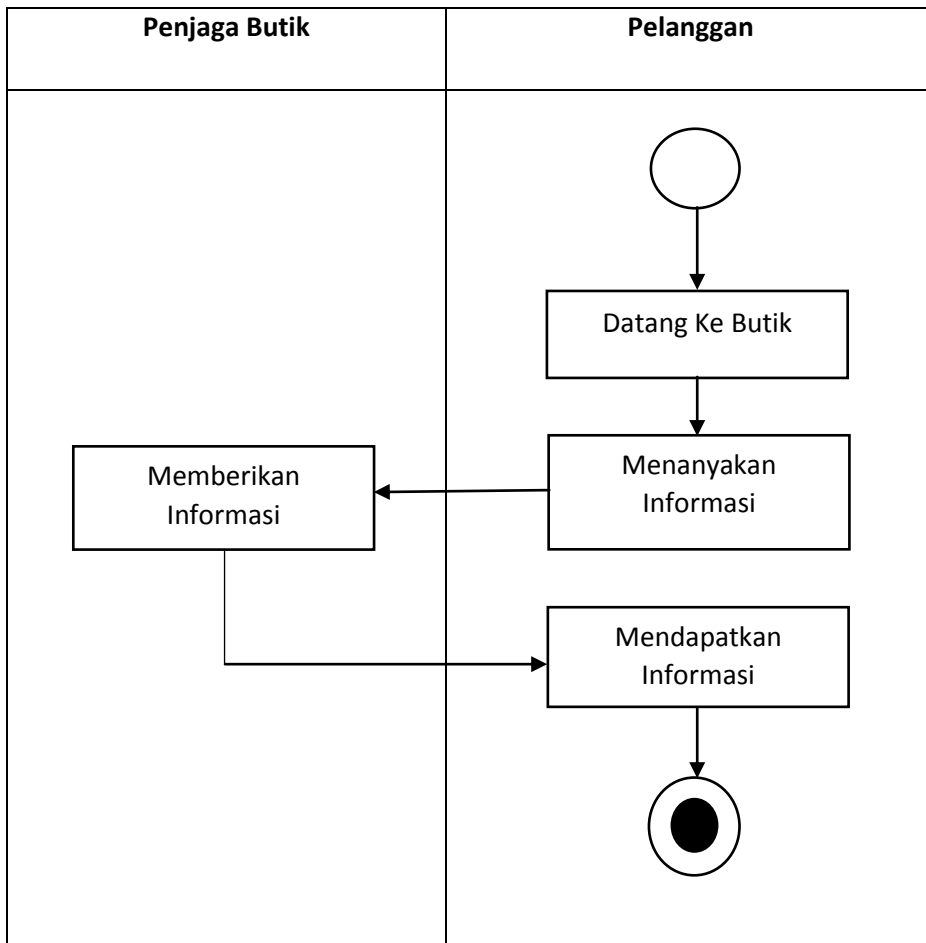 Penjaga Butik
Pelanggan
Datang Ke Butik
Menanyakan
Informasi
Memberikan
Informasi
Mendapatkan
Informasi